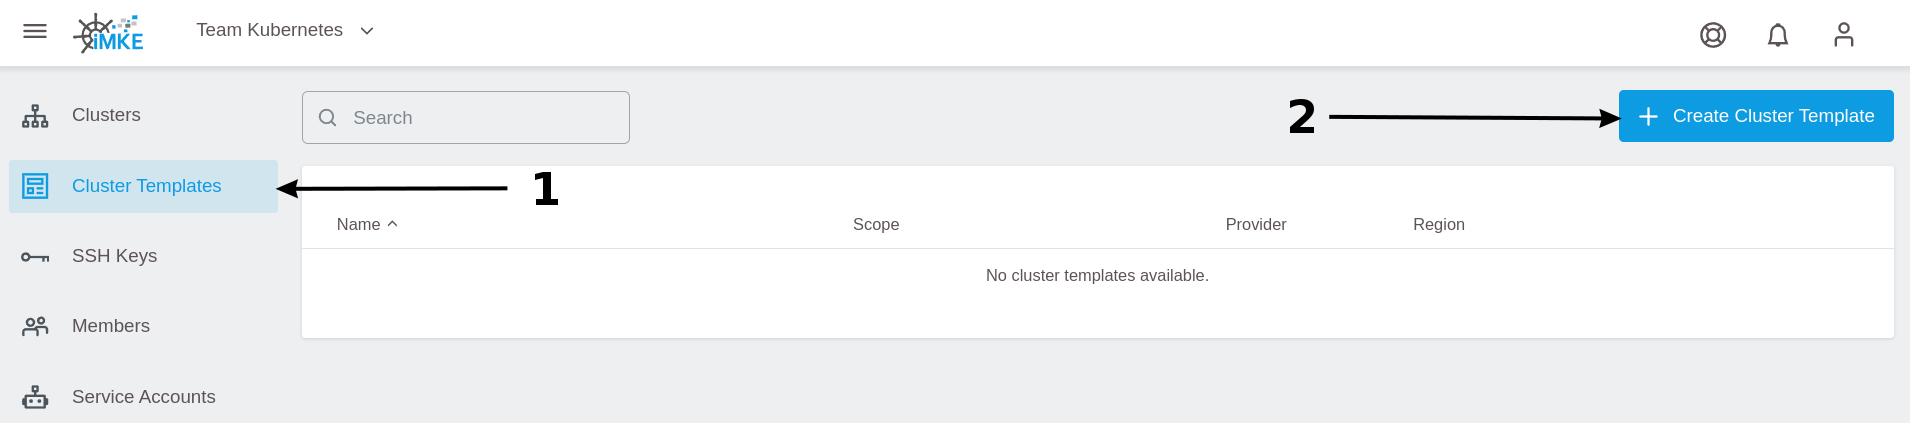 iMKE
Team Kubernetes
Clusters
Search
2
Create Cluster Template
Cluster Templates
1
Name
Scope
Provider
Region
SSH Keys
No cluster templates available.
Members
Service Accounts